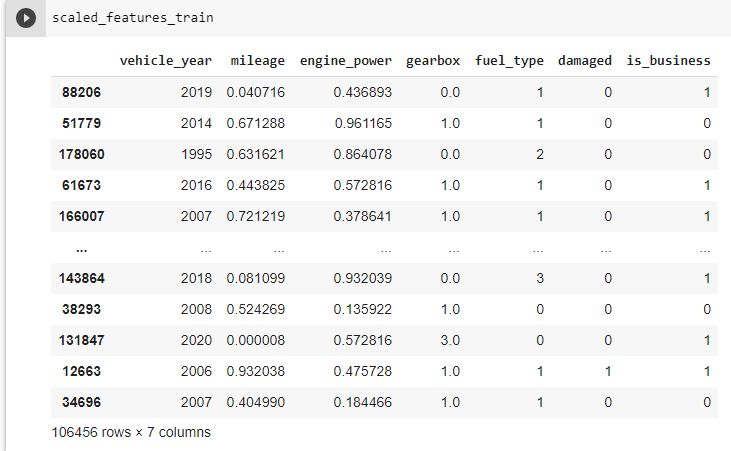 scaled_features_train
vehicle_year mileage engine_power gearbox fuel_type damaged is_business
88206 2019 0.040716 0.436893 0.0 1 0 1
51779 2014 0.671288 0.961165 1.0 1 0 0
178060 1995 0.631621 0.864078 0.0 2 0 0
61673 2016 0.443825 0.572816 1.0 1 0 1
166007 2007 0.721219 0.378641 1.0 1 0 1
... ... ... ... ... ... ... ...
143864 2018 0.081099 0.932039 0.0 3 0 1
38293 2008 0.524269 0.135922 1.0 0 0 0
131847 2020 0.000008 0.572816 3.0 0 0 1
12663 2006 0.932038 0.475728 1.0 1 1 1
34696 2007 0.404990 0.184466 1.0 1 0 0
106456 rows × 7 columns